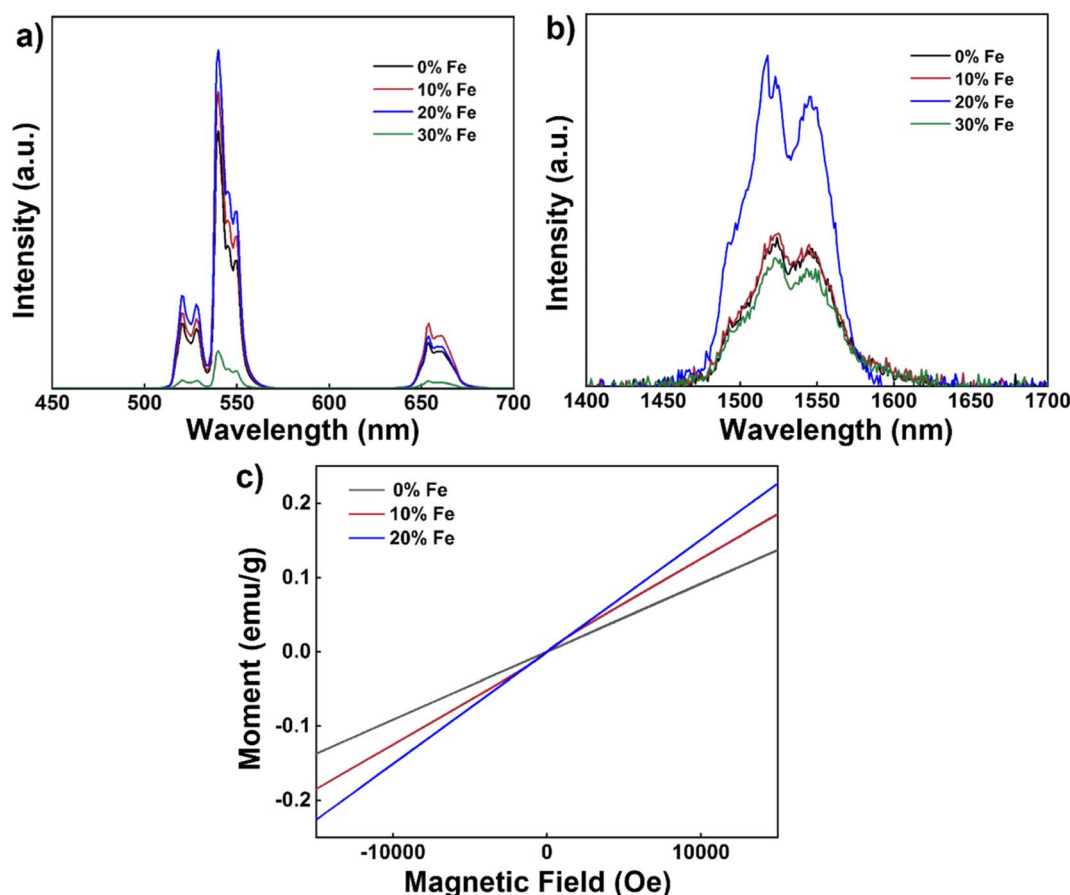 a)
Intensity (a.u.)
0% Fe
10% Fe
20% Fe
30% Fe
450 500 550 600 650 700
Wavelength (nm)
b)
Intensity (a.u.)
0% Fe
10% Fe
20% Fe
30% Fe
1400 1450 1500 1550 1600 1650 1700
Wavelength (nm)
c)
Moment (emu/g)
0% Fe
10% Fe
20% Fe
0.2
0.1
0.0
-0.1
-0.2
-10000 0 10000
Magnetic Field (Oe)